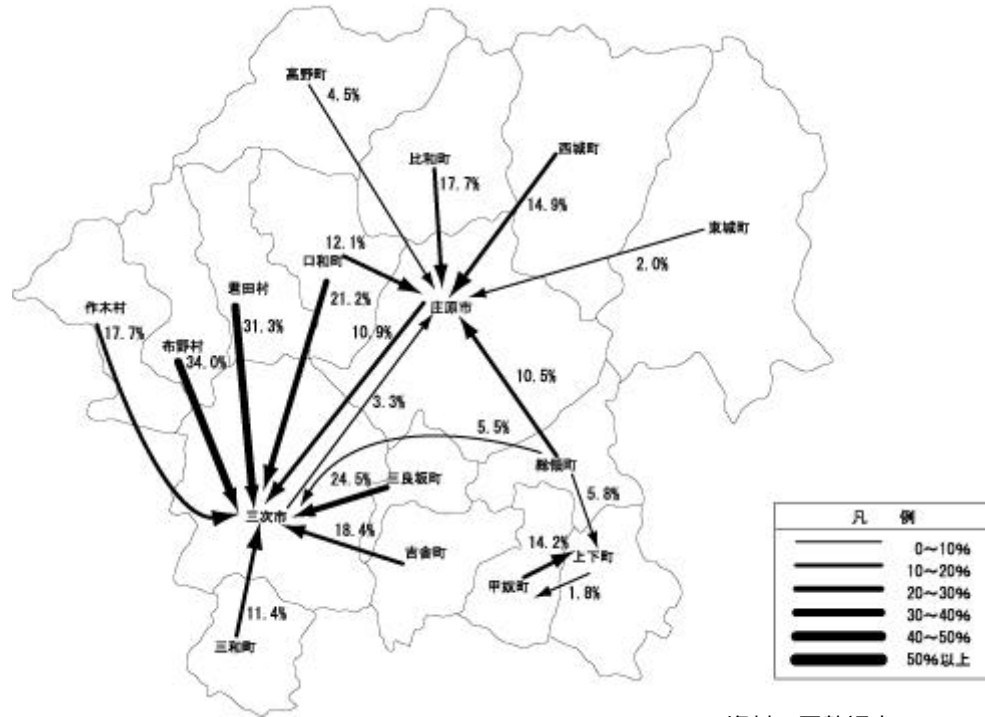 高野町
4.5%
比和町
17.7%
西城町
14.9%
東城町
2.0%
12.1%
口和町
21.2%
君田村
31.3%
作木村
17.7%
布野村
34.0%
庄原市
10.9%
3.3%
10.5%
5.5%
総領町
5.8%
24.5%
三良坂町
三次市
18.4%
吉舎町
14.2%
上下町
甲奴町
1.8%
11.4%
三和町
凡 例
0～10%
10～20%
20～30%
30～40%
40～50%
50%以上